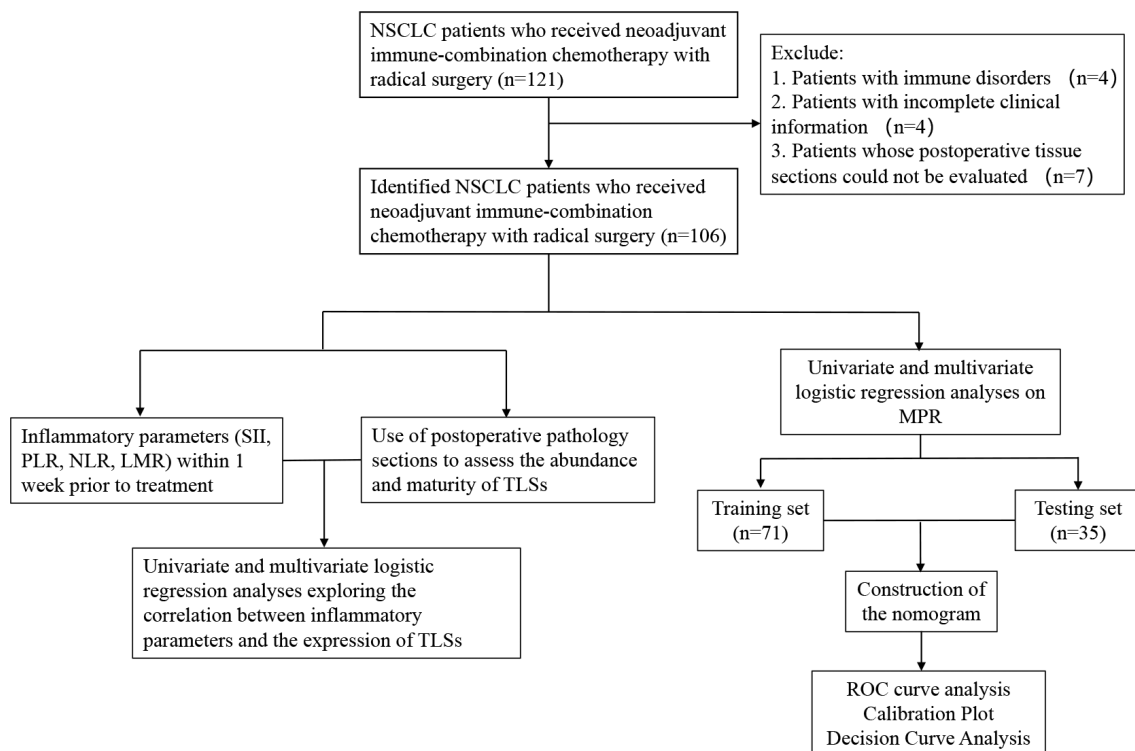 NSCLC patients who received
neoadjuvant immune-combination
immune-combination chemotherapy with
radical surgery (n=121)
Exclude:
1. Patients with immune disorders (n=4)
2. Patients with incomplete clinical
information (n=4)
3. Patients whose postoperative tissue
sections could not be evaluated (n=7)
Identified NSCLC patients who received
neoadjuvant immune-combination
chemotherapy with radical surgery (n=106)
Inflammatory parameters (SII,
PLR, NLR, LMR) within 1
week prior to treatment
Use of postoperative pathology
sections to assess the abundance
and maturity of TLSs
Univariate and multivariate logistic
regression analyses exploring the
correlation between inflammatory
parameters and the expression of TLSs
Univariate and multivariate
logistic regression analyses on
MPR
Training set
(n=71)
Testing set
(n=35)
Construction of
the nomogram
ROC curve analysis
Calibration Plot
Decision Curve Analysis